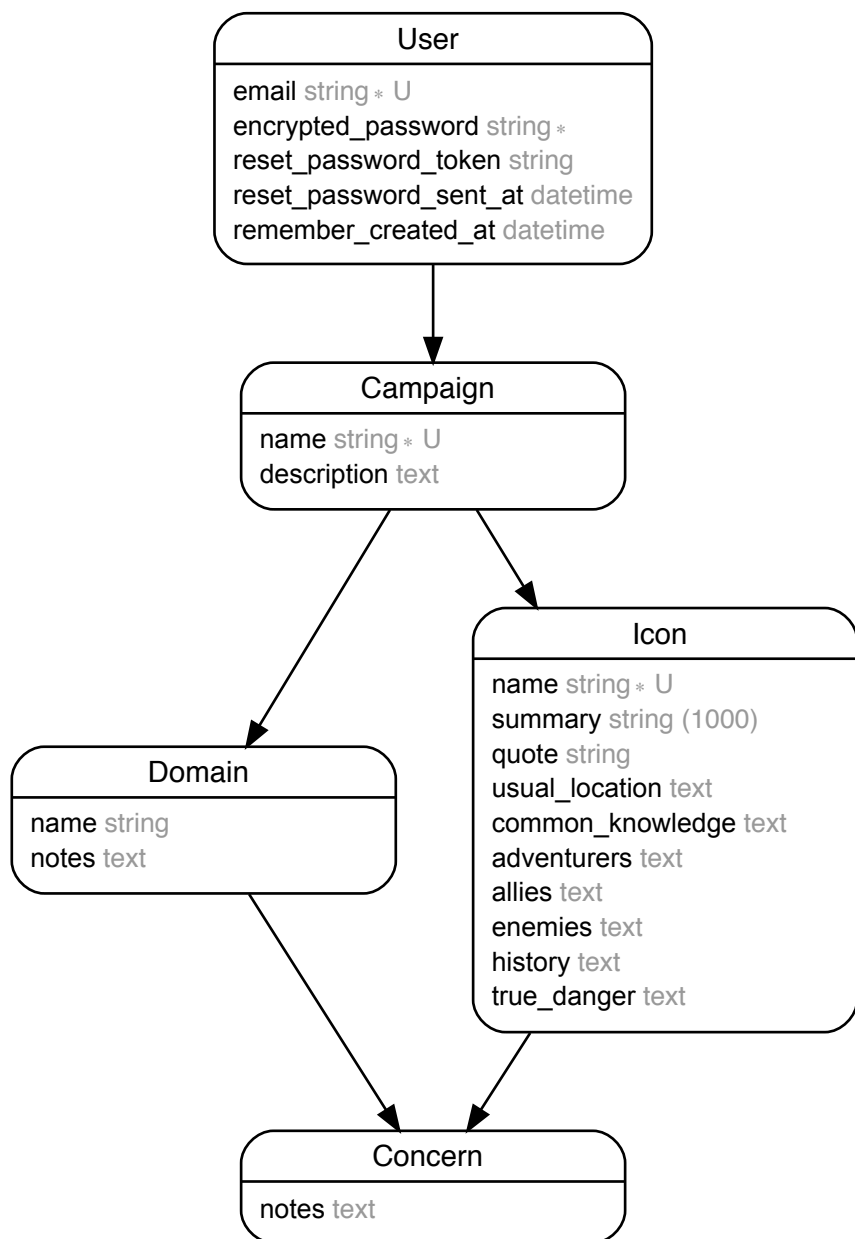 User
email string ∗ U
encrypted_password string ∗
reset_password_token string
reset_password_sent_at datetime
remember_created_at datetime
Campaign
name string ∗ U
description text
Icon
name string ∗ U
summary string (1000)
quote string
usual_location text
common_knowledge text
adventurers text
allies text
enemies text
history text
true_danger text
Domain
name string
notes text
Concern
notes text